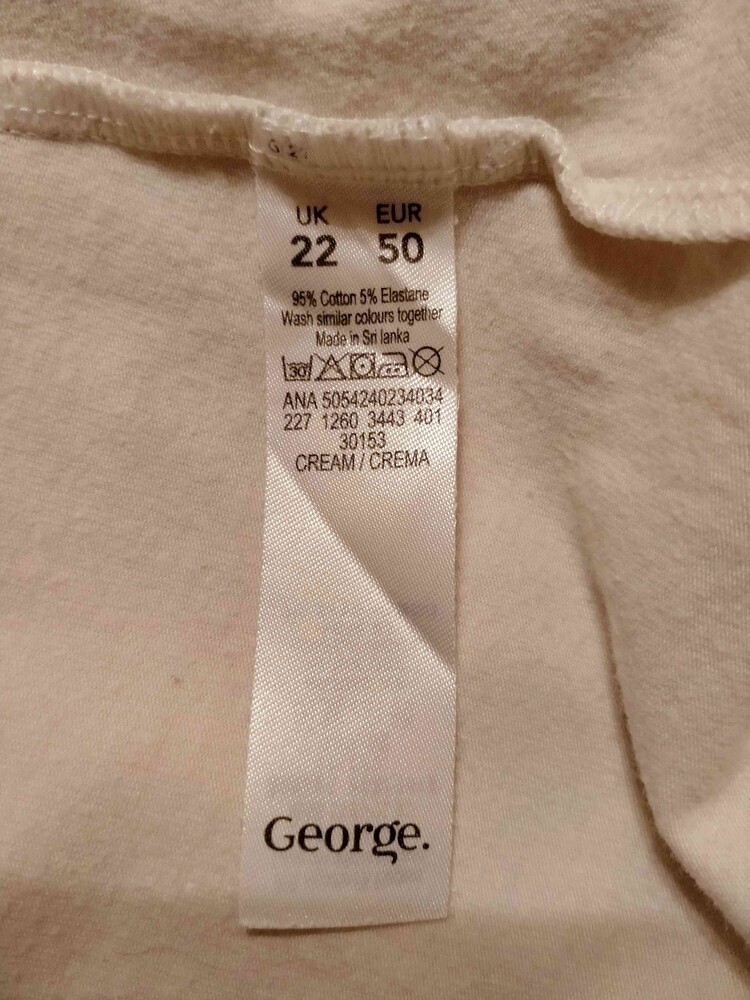 UK EUR
22 50
95% Cotton 5% Elastane
Wash similar colours together
Made in Sri lanka
30°
ANA 5054240234034
227 1260 3443 401
30153
CREAM / CREMA
George.